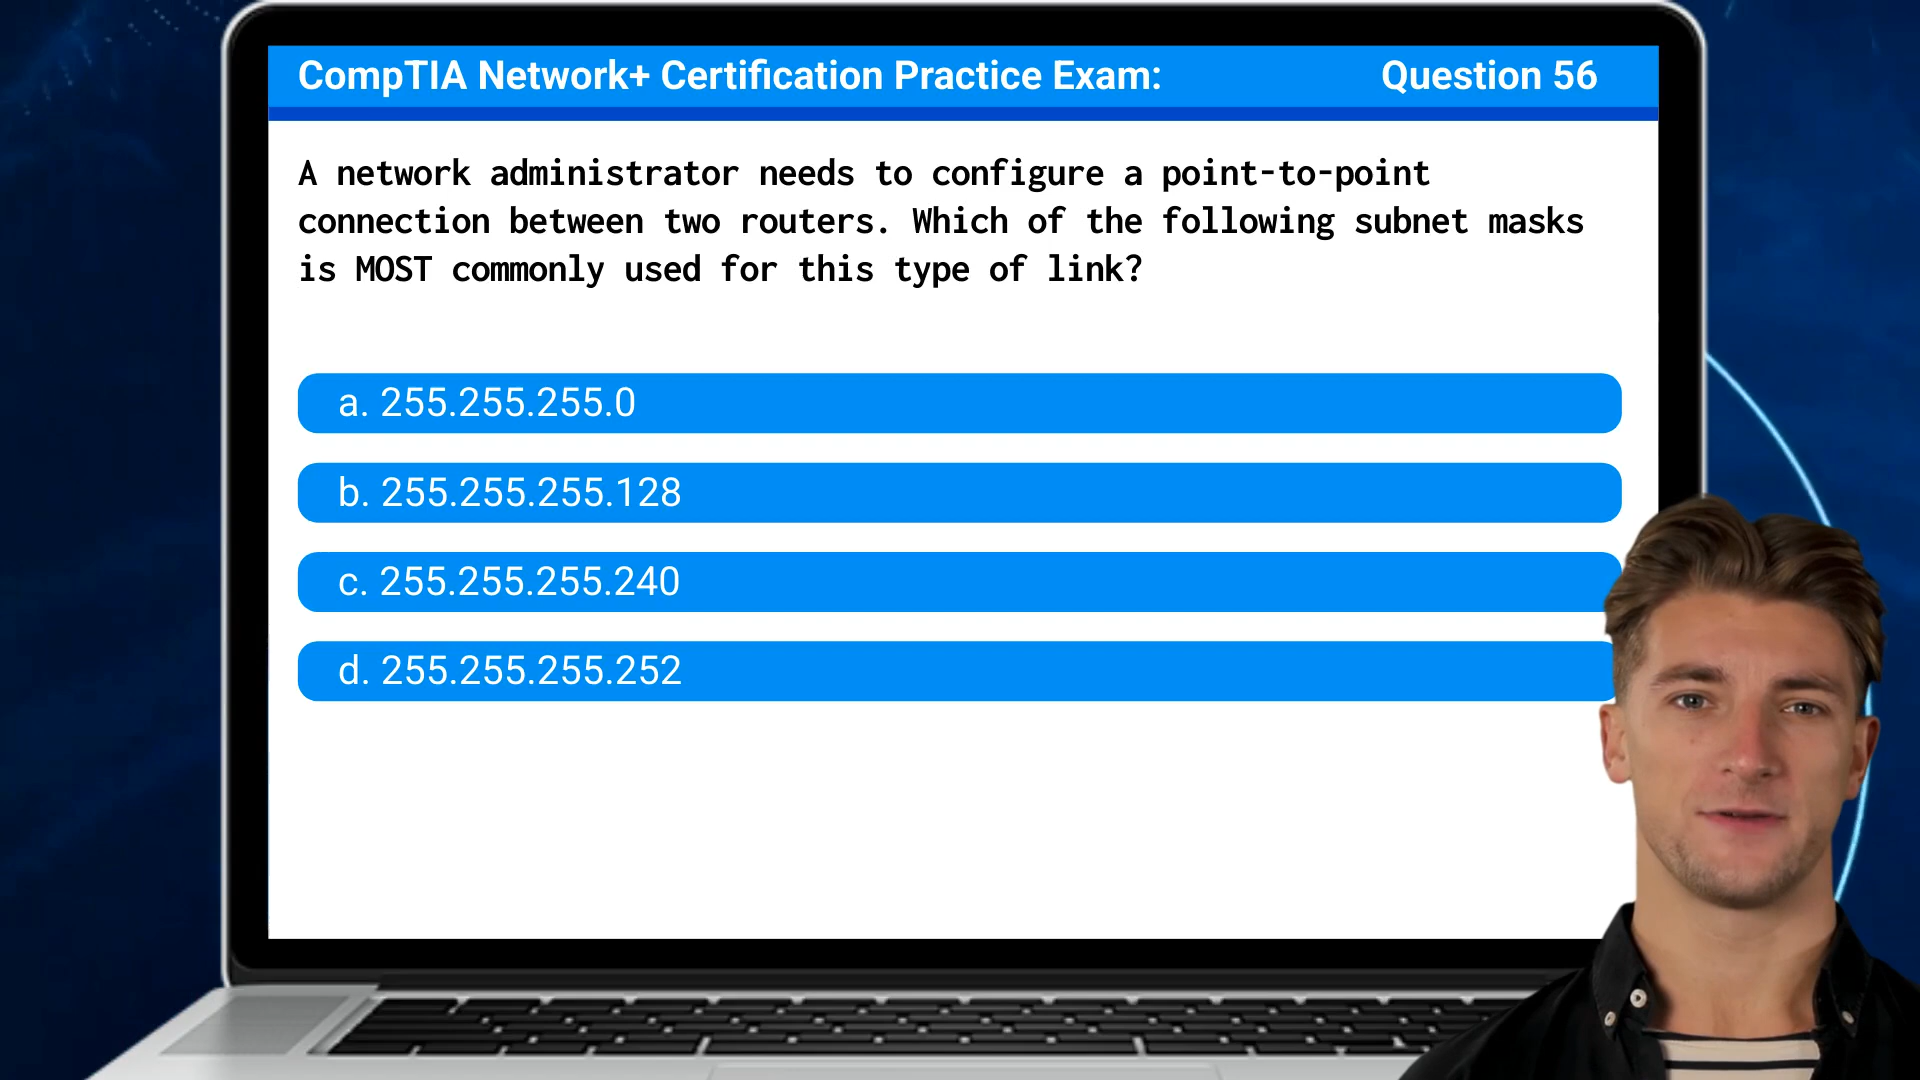 CompTIA Network+ Certification Practice Exam: Question 56
A network administrator needs to configure a point-to-point
connection between two routers. Which of the following subnet masks
is MOST commonly used for this type of link?
a. 255.255.255.0
b. 255.255.255.128
c. 255.255.255.240
d. 255.255.255.252